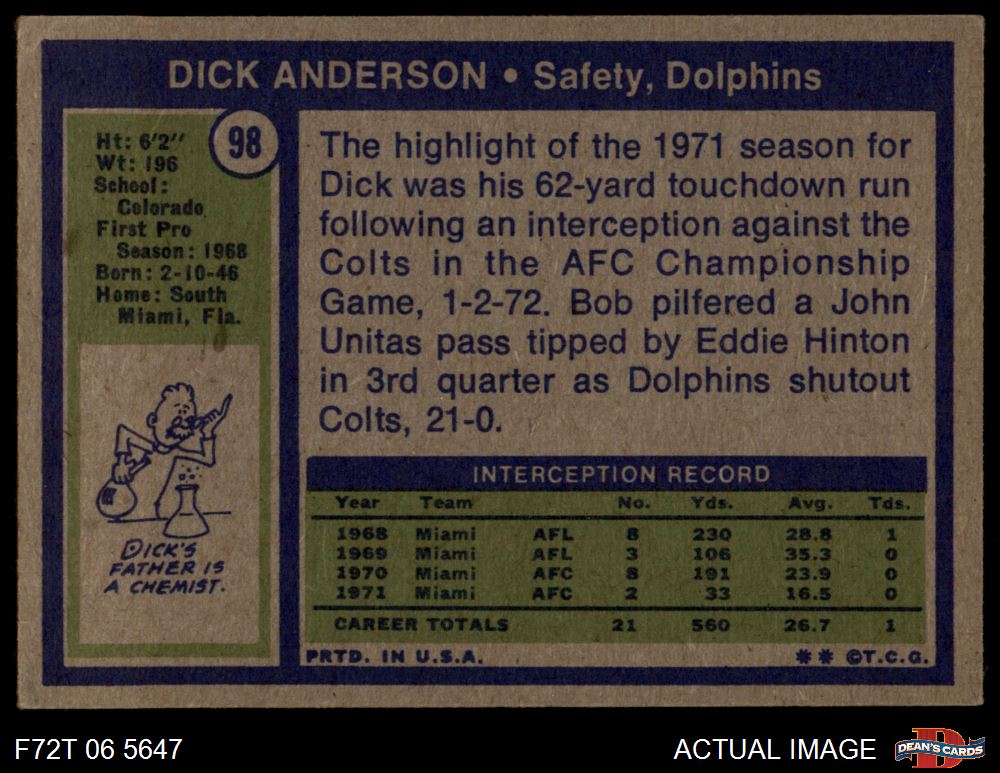 DICK ANDERSON • Safety, Dolphins
98
Ht: 6'2"
Wt: 196
School:
Colorado
First Pro
Season: 1968
Born: 2-10-46
Home: South
Miami, Fla.
DICK'S
FATHER IS
A CHEMIST.
The highlight of the 1971 season for
Dick was his 62-yard touchdown run
following an interception against the
Colts in the AFC Championship
Game, 1-2-72. Bob pilfered a John
Unitas pass tipped by Eddie Hinton
in 3rd quarter as Dolphins shutout
Colts, 21-0.
INTERCEPTION RECORD
Year Team No. Yds. Avg. Tds.
1968 Miami AFL 8 230 28.8 1
1969 Miami AFL 3 106 35.3 0
1970 Miami AFC 8 191 23.9 0
1971 Miami AFC 2 33 16.5 0
CAREER TOTALS 21 560 26.7 1
PRTD. IN U.S.A. ** ©T.C.G.
F72T 06 5647
ACTUAL IMAGE
D
DEAN'S CARDS